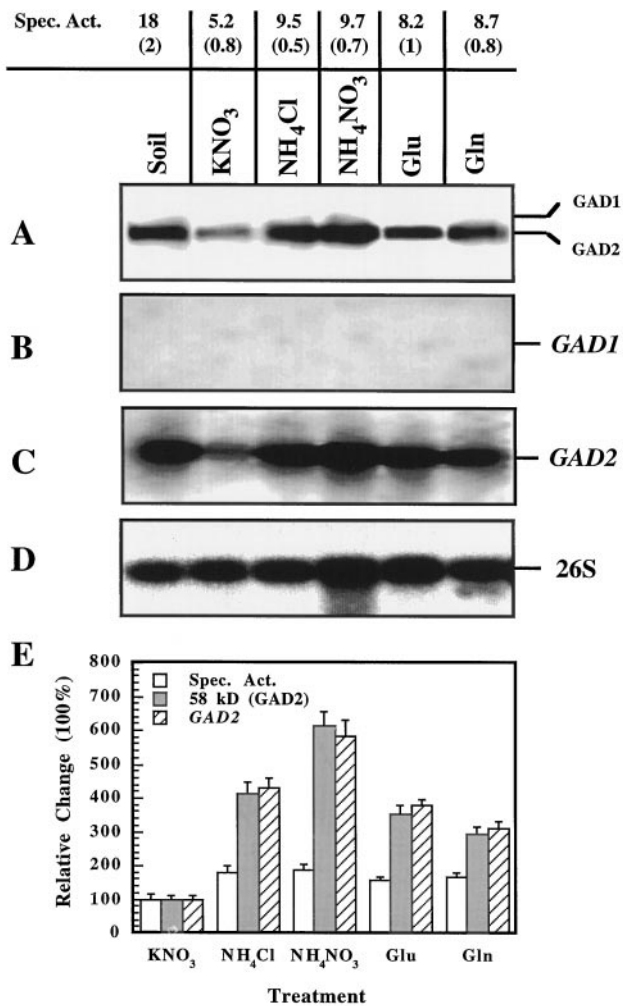 Spec. Act. 18 5.2 9.5 9.7 8.2 8.7
(2) (0.8) (0.5) (0.7) (1) (0.8)
Soil KNO₃ NH₄Cl NH₄NO₃ Glu Gln
A GAD1
GAD2
B GAD1
C GAD2
D 26S
E
Relative Change (100%)
800
700
600
400
300
200
100
0
Spec. Act.
58 kD (GAD2)
GAD2
KNO₃ NH₄Cl NH₄NO₃ Glu Gln
Treatment